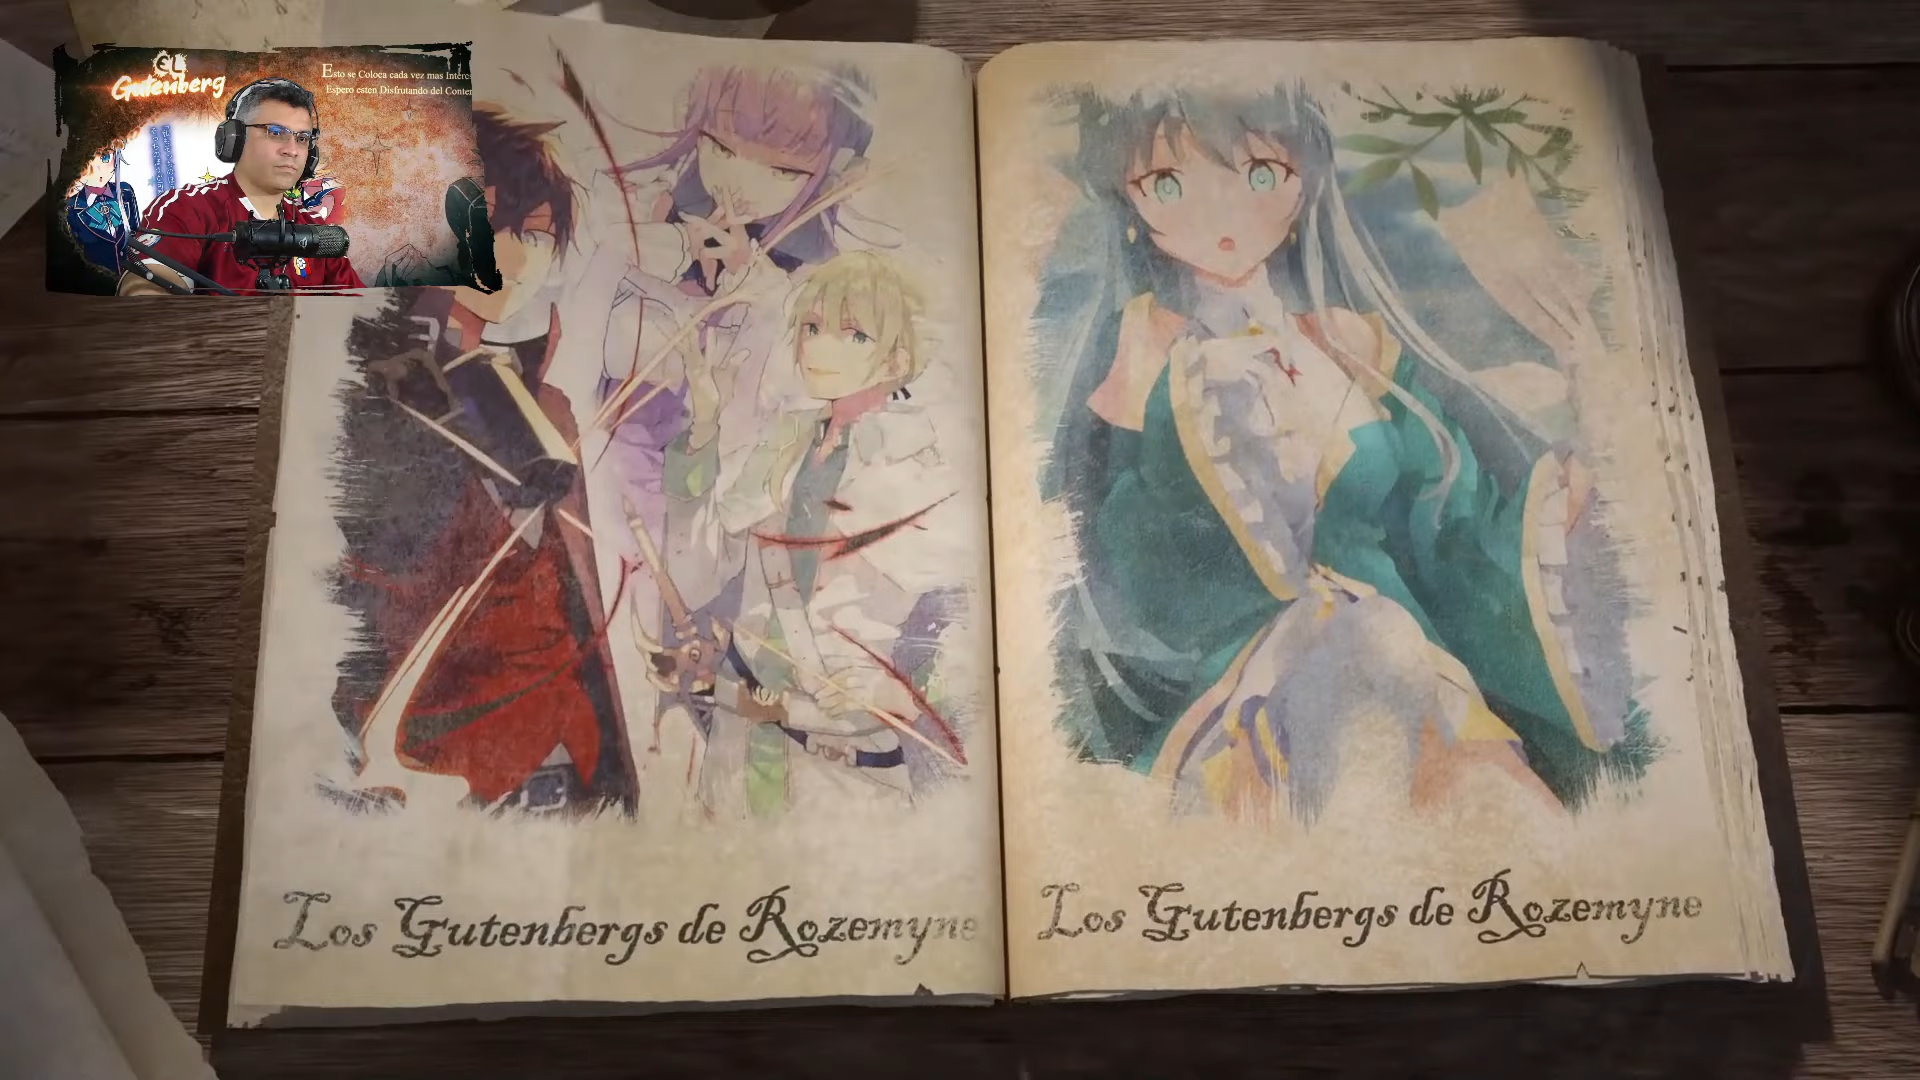 EL
Gutenberg
Esto se Coloca cada vez mas Interes
Espero esten Disfrutando del Conten
Los Gutenbergs de Rozemyne
Los Gutenbergs de Rozemyne